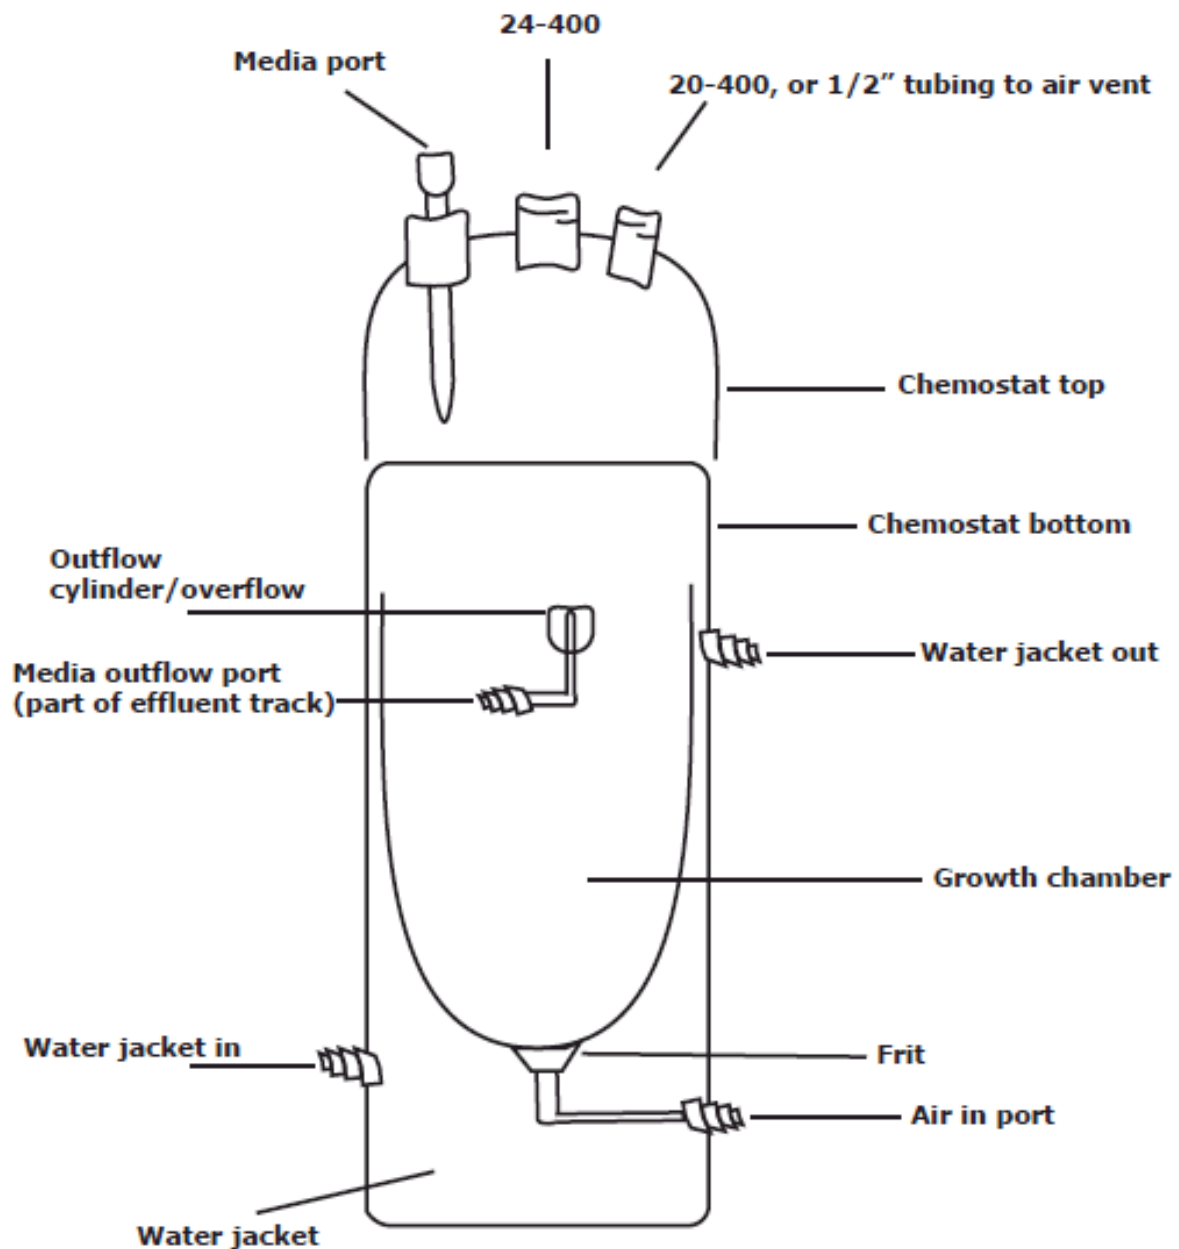 24-400
Media port
20-400, or 1/2” tubing to air vent
Chemostat top
Chemostat bottom
Outflow
cylinder/overflow
Water jacket out
Media outflow port
(part of effluent track)
Growth chamber
Water jacket in
Frit
Air in port
Water jacket